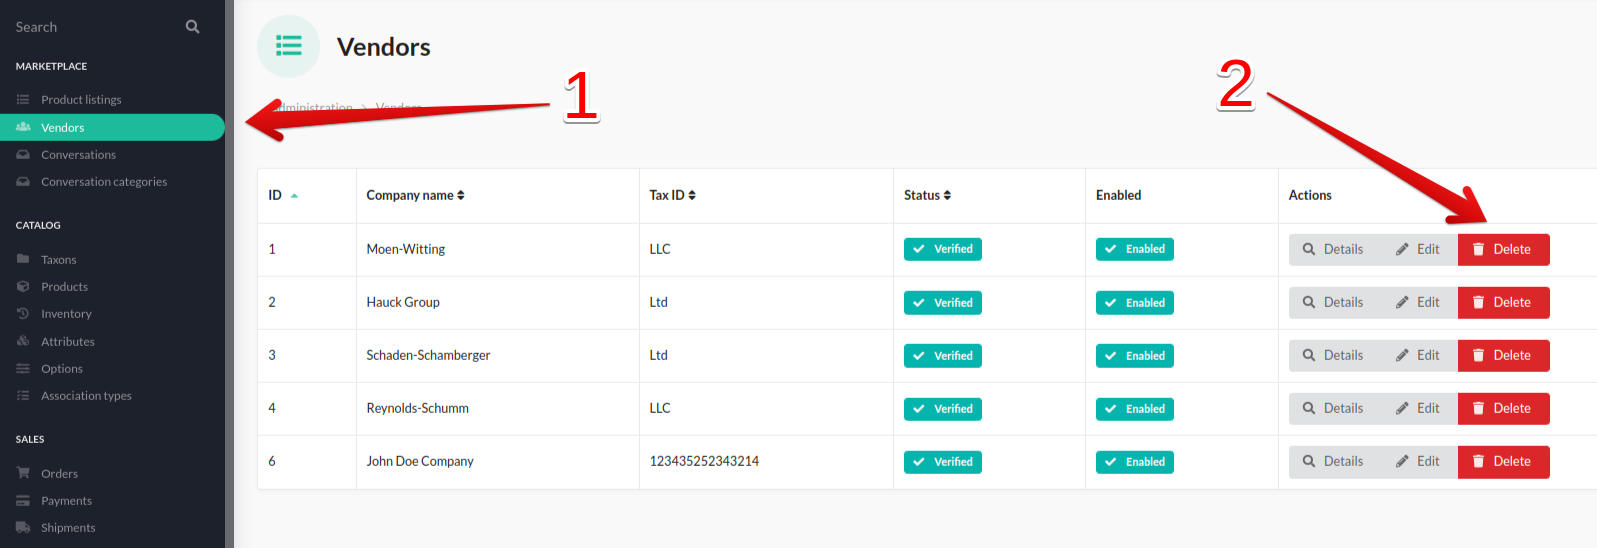 Search
MARKETPLACE
Product listings
Vendors
Conversations
Conversation categories
CATALOG
Taxons
Products
Inventory
Attributes
Options
Association types
SALES
Orders
Payments
Shipments
Vendors
Administration > Vendors
1
2
ID Company name Tax ID Status Enabled Actions
1 Moen-Witting LLC Verified Enabled Details Edit Delete
2 Hauck Group Ltd Verified Enabled Details Edit Delete
3 Schaden-Schamberger Ltd Verified Enabled Details Edit Delete
4 Reynolds-Schumm LLC Verified Enabled Details Edit Delete
6 John Doe Company 123435252343214 Verified Enabled Details Edit Delete